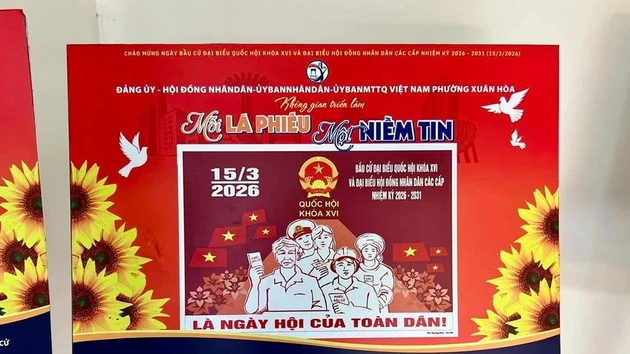 CHÀO MỪNG NGÀY BẦU CỬ ĐẠI BIỂU QUỐC HỘI KHÓA XVI VÀ ĐẠI BIỂU HỘI ĐỒNG NHÂN DÂN CÁC CẤP NHIỆM KỲ 2026 - 2031 (15/3/2026)
ĐẢNG ỦY - HỘI ĐỒNG NHÂNDÂN-ỦYBANNHÂNDÂN-ỦYBANMTTQ VIỆT NAM PHƯỜNG XUÂN HÒA
Không gian triển lãm
Mỗi LÁ PHIẾU Một NIỀM TIN
15/3
2026
BẦU CỬ ĐẠI BIỂU QUỐC HỘI KHÓA XVI
VÀ ĐẠI BIỂU HỘI ĐỒNG NHÂN DÂN CÁC CẤP
NHIỆM KỲ 2026 - 2031
QUỐC HỘI
KHÓA XVI
LÀ NGÀY HỘI CỦA TOÀN DÂN!
CỬ